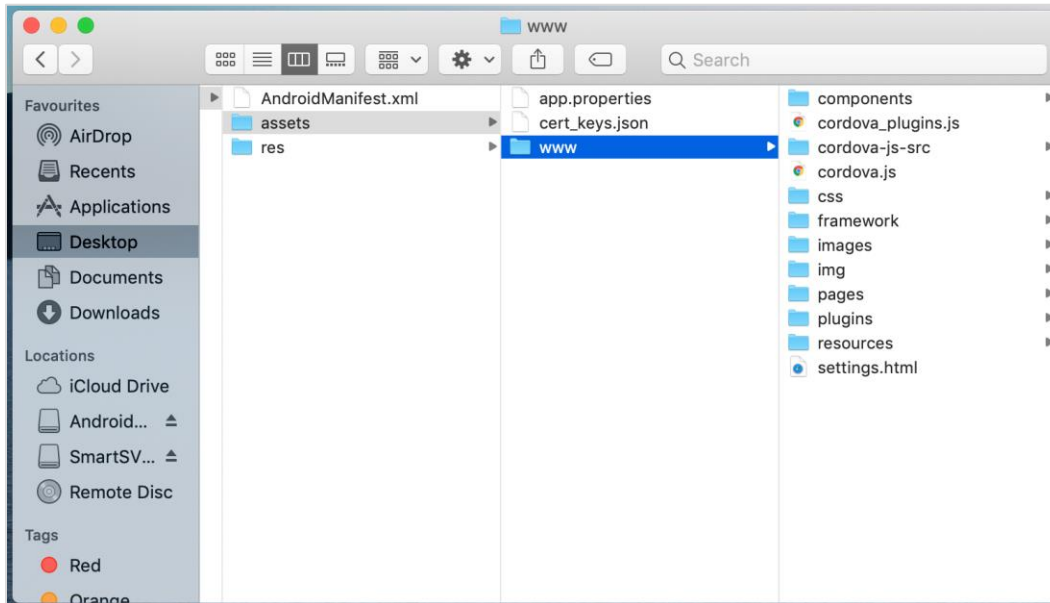 www
Search
Favourites
AirDrop
Recents
Applications
Desktop
Documents
Downloads
Locations
iCloud Drive
Android...
SmartSV...
Remote Disc
Tags
Red
Orange
AndroidManifest.xml
assets
res
app.properties
cert_keys.json
www
components
cordova_plugins.js
cordova-js-src
cordova.js
css
framework
images
img
pages
plugins
resources
settings.html